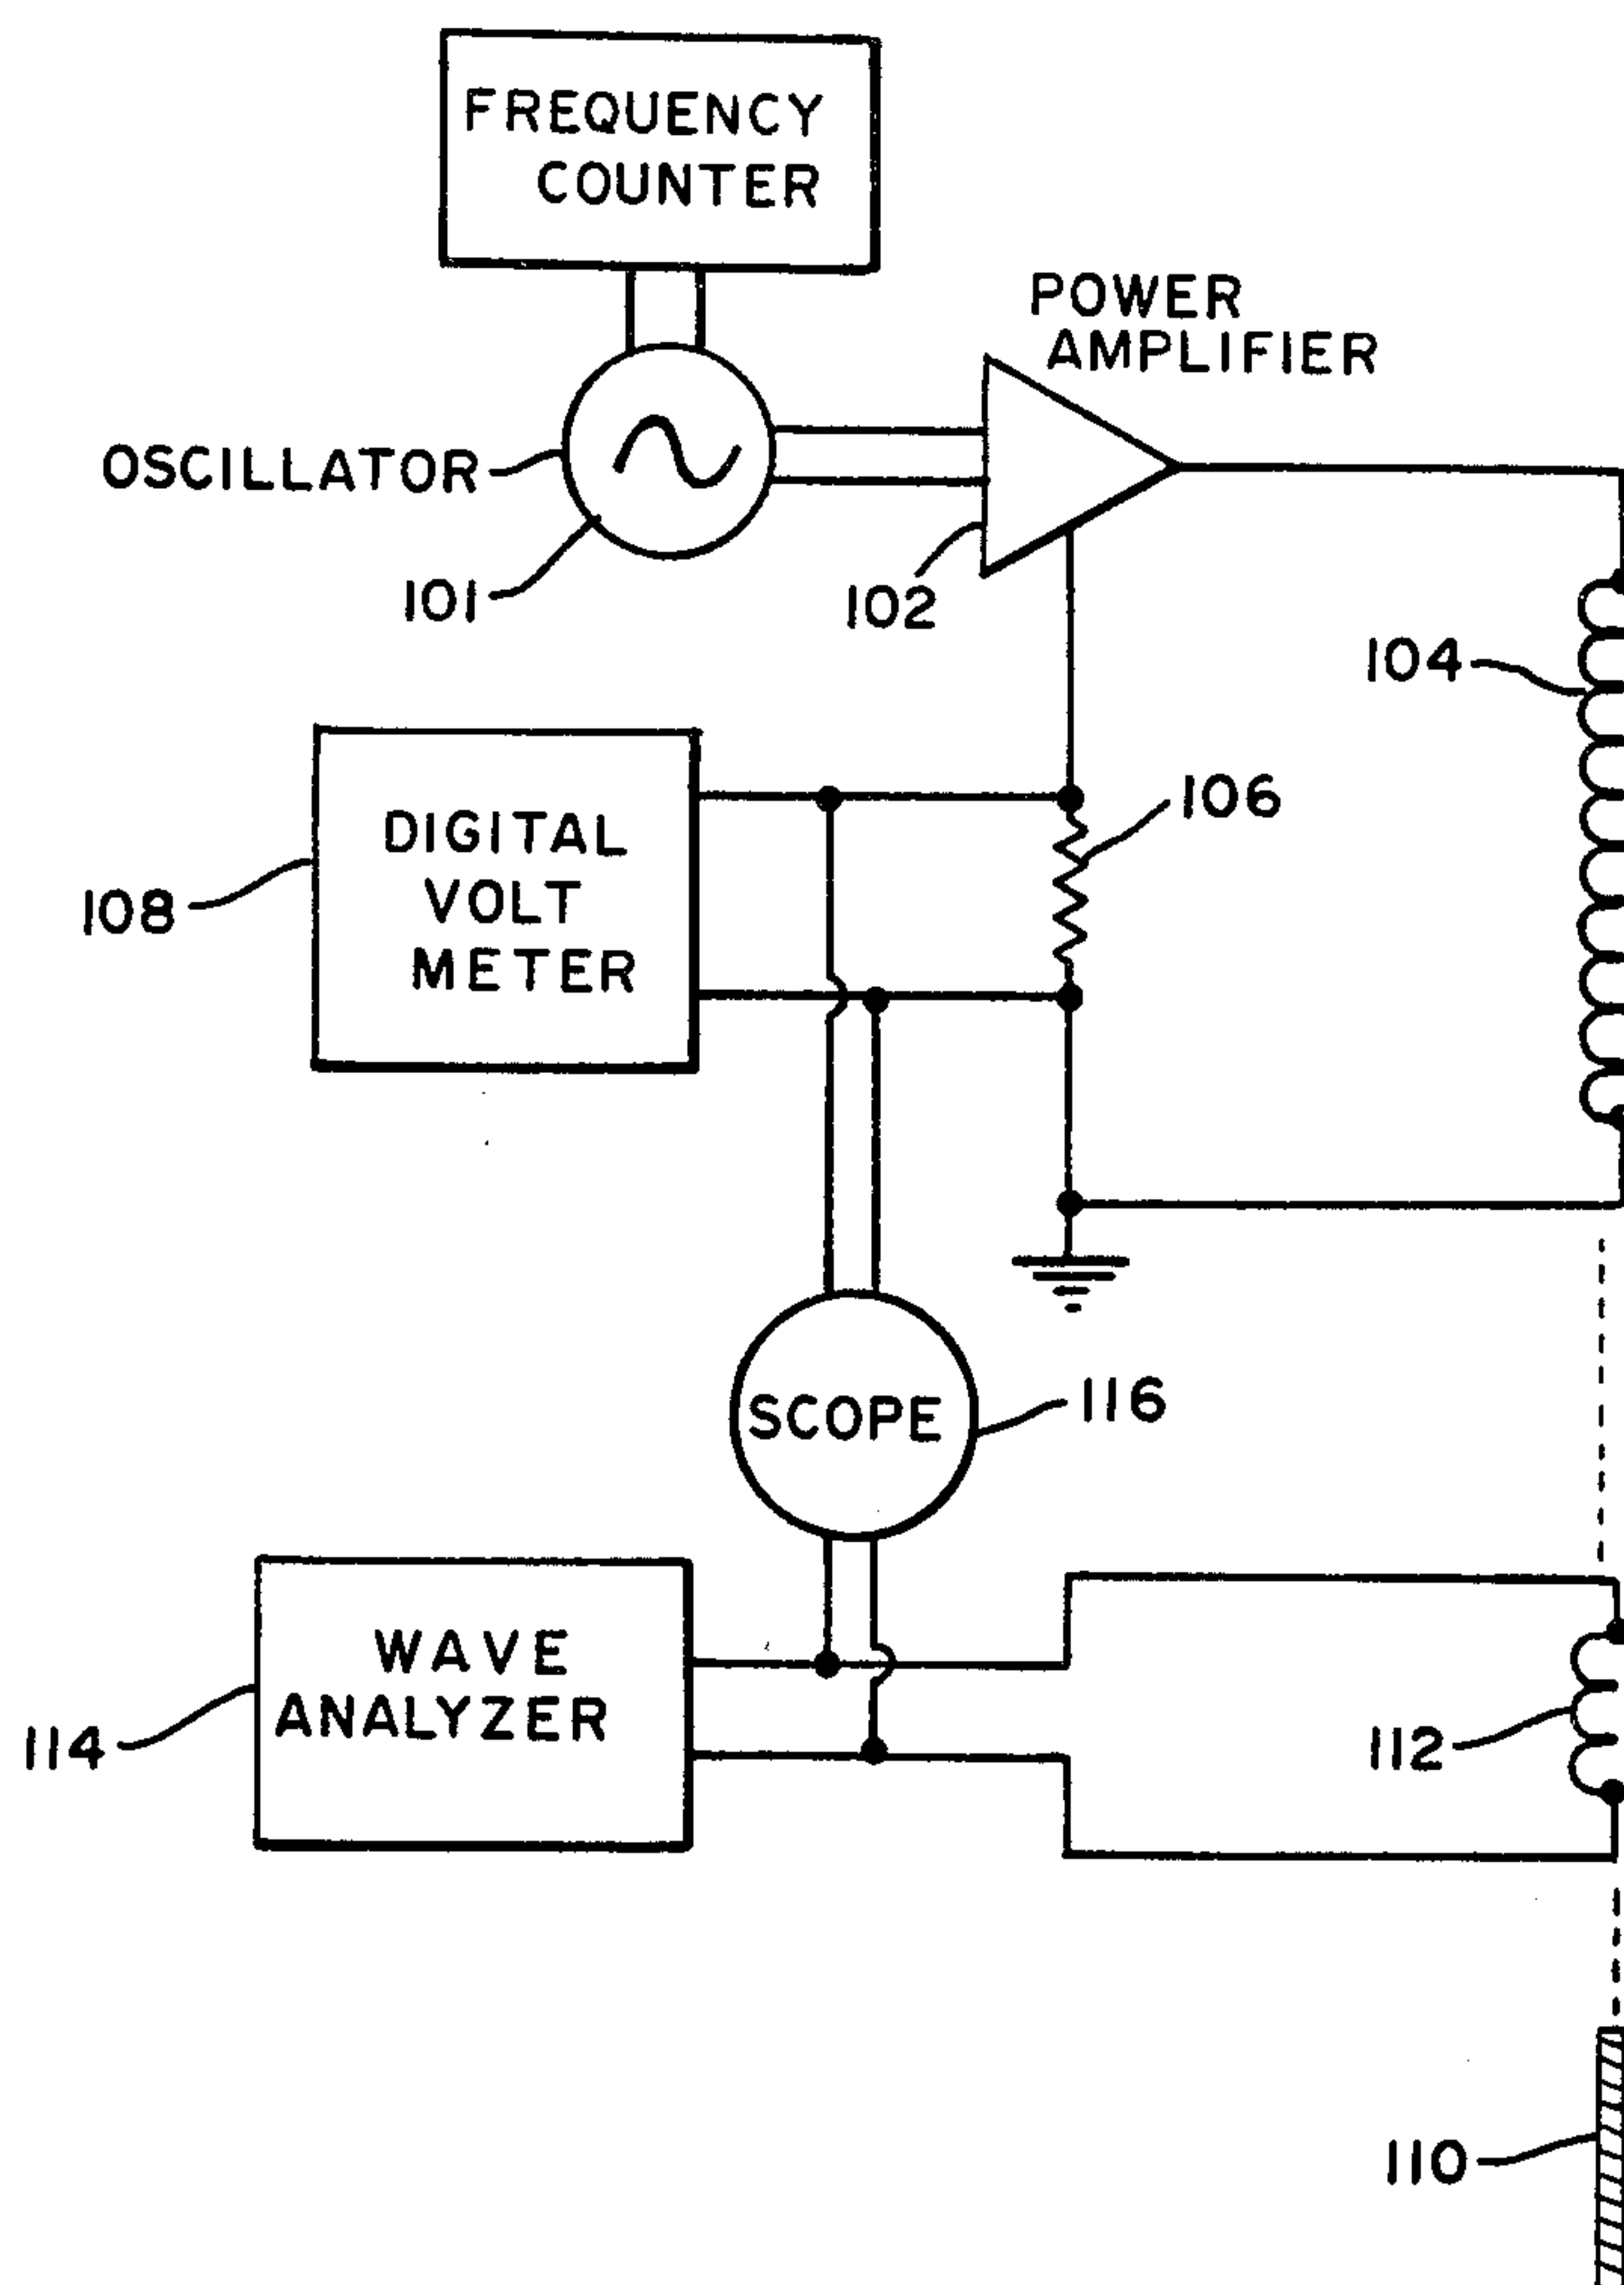 FREQUENCY
COUNTER
POWER
AMPLIFIER
OSCILLATOR
101
102
104
106
DIGITAL
VOLT
METER
108
SCOPE
116
WAVE
ANALYZER
114
112
110